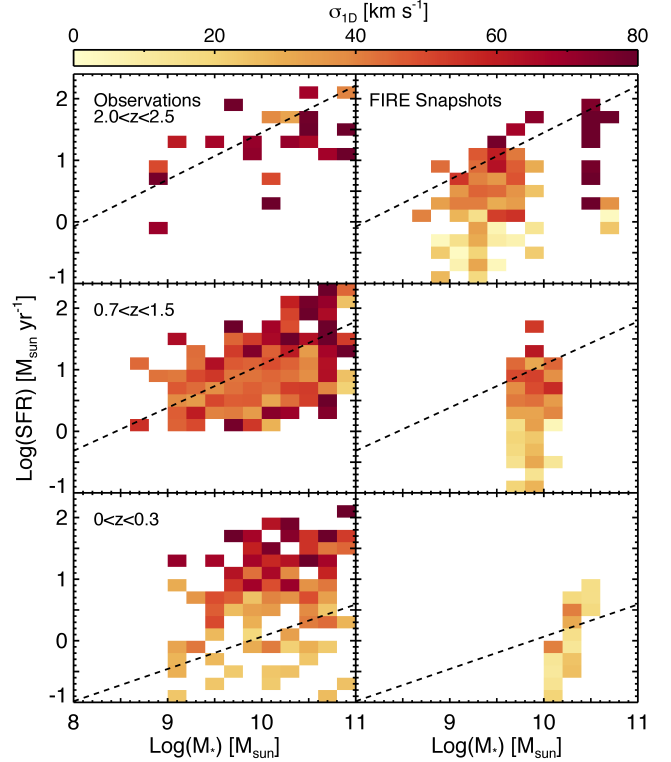 σ1D [km s-1]
0 20 40 60 80
Observations
2.0<z<2.5
FIRE Snapshots
2
1
0
-1
0.7<z<1.5
2
1
0
-1
Log(SFR) [Msun yr-1]
0<z<0.3
2
1
0
-1
8 9 10 11 9 10 11
Log(M*) [Msun] Log(M*) [Msun]